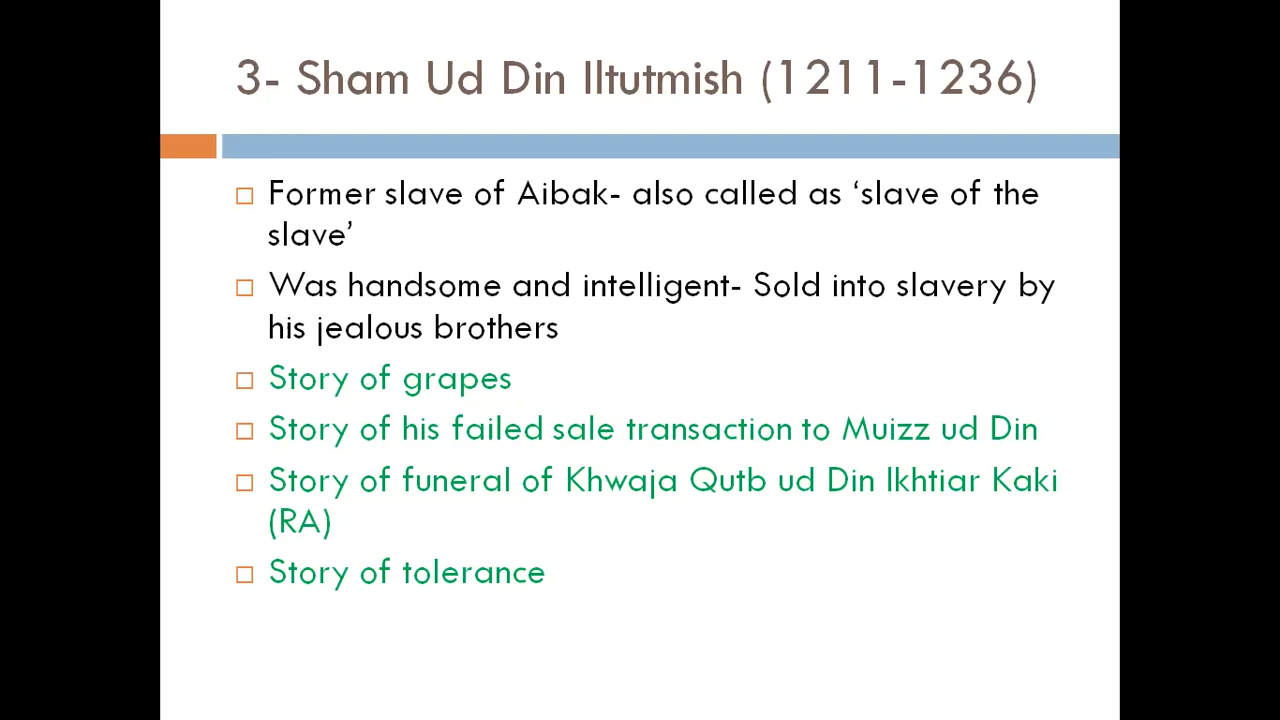 3- Sham Ud Din Iltutmish (1211-1236)
Former slave of Aibak- also called as ‘slave of the
slave’
Was handsome and intelligent- Sold into slavery by
his jealous brothers
Story of grapes
Story of his failed sale transaction to Muizz ud Din
Story of funeral of Khwaja Qutb ud Din Ikhtiar Kaki
(RA)
Story of tolerance